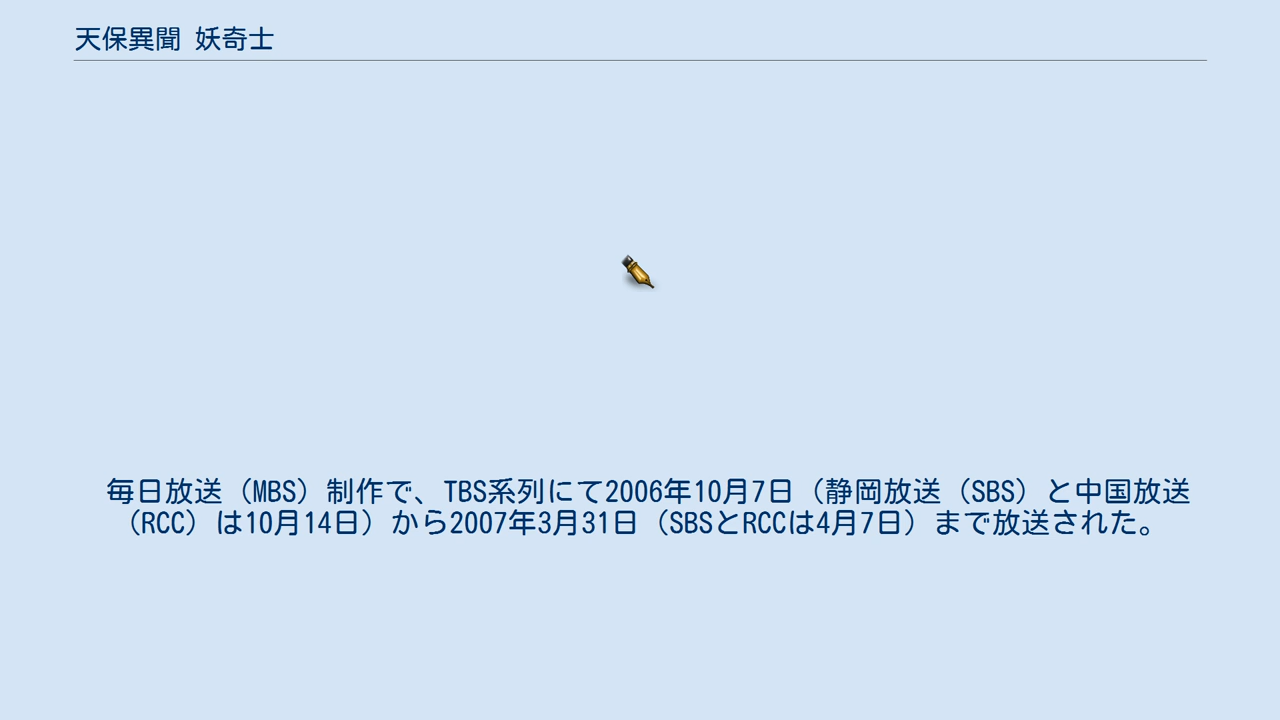 天保異聞 妖奇士
毎日放送（MBS）制作で、TBS系列にて2006年10月7日（静岡放送（SBS）と中国放送
（RCC）は10月14日）から2007年3月31日（SBSとRCCは4月7日）まで放送された。